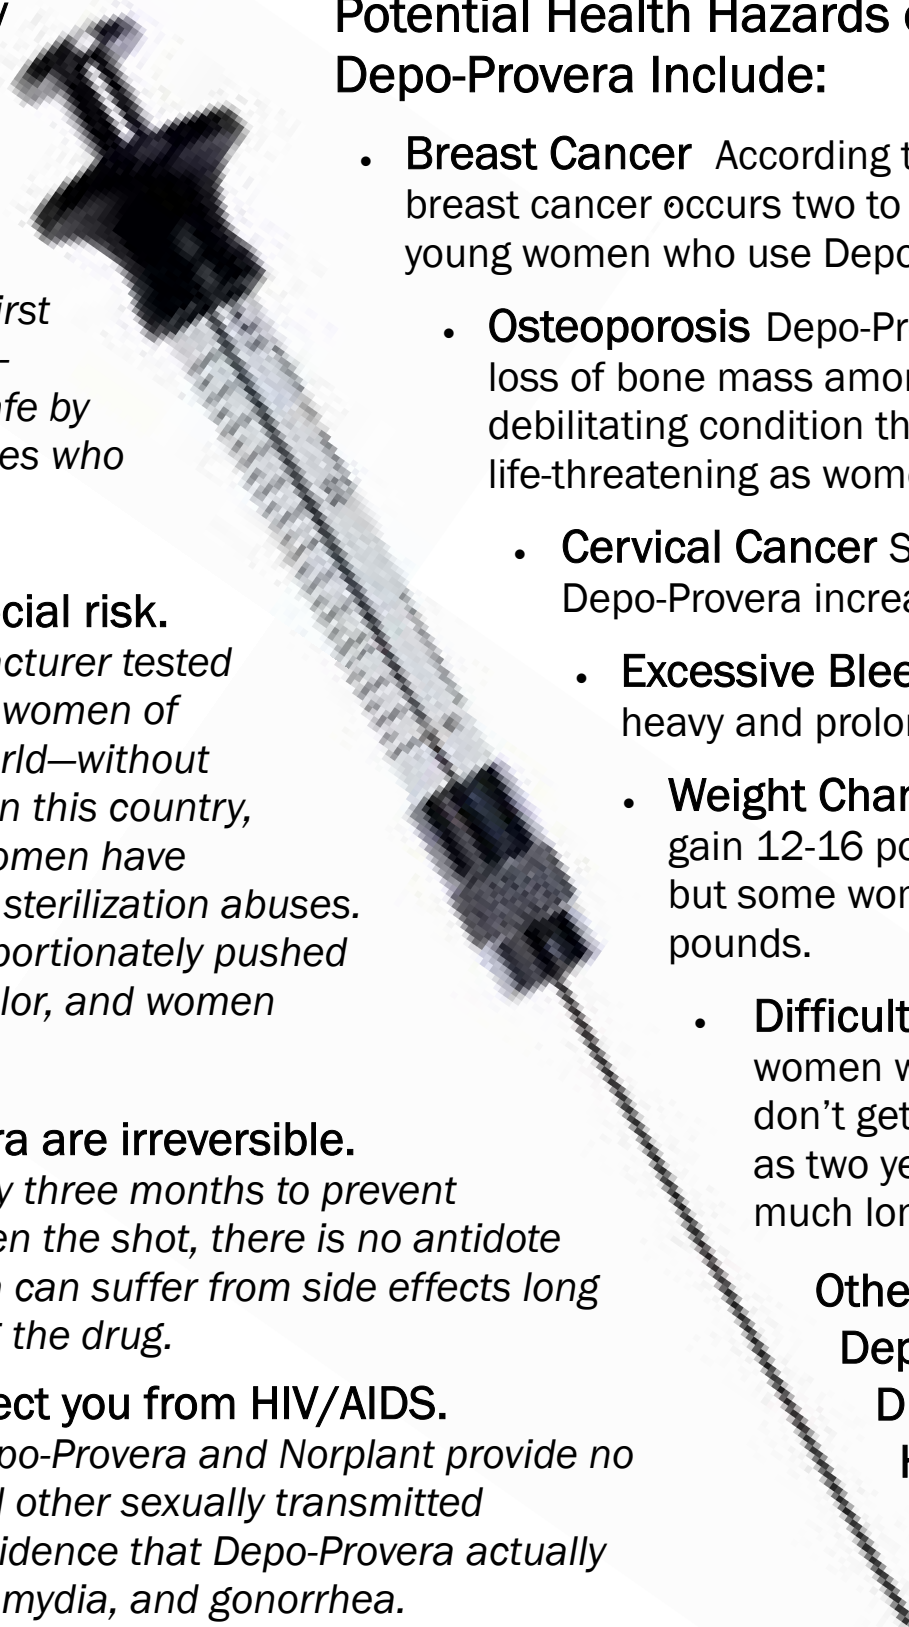 Potential Health Hazards
Depo-Provera Include:
Breast Cancer According
breast cancer occurs two to
young women who use Depo
Osteoporosis Depo-Pr
loss of bone mass amo
debilitating condition th
life-threatening as wom
Cervical Cancer S
Depo-Provera increa
Excessive Blee
heavy and prolo
Weight Char
gain 12-16 po
but some wo
pounds.
Difficult
women w
don't get
as two ye
much lon
Othe
Dep
D
irst
–
afe by
es who
cial risk.
acturer tested
women of
rld—without
n this country,
omen have
sterilization abuses.
portionately pushed
lor, and women
ra are irreversible.
y three months to prevent
en the shot, there is no antidote
can suffer from side effects long
the drug.
ect you from HIV/AIDS.
po-Provera and Norplant provide no
other sexually transmitted
idence that Depo-Provera actually
mydia, and gonorrhea.